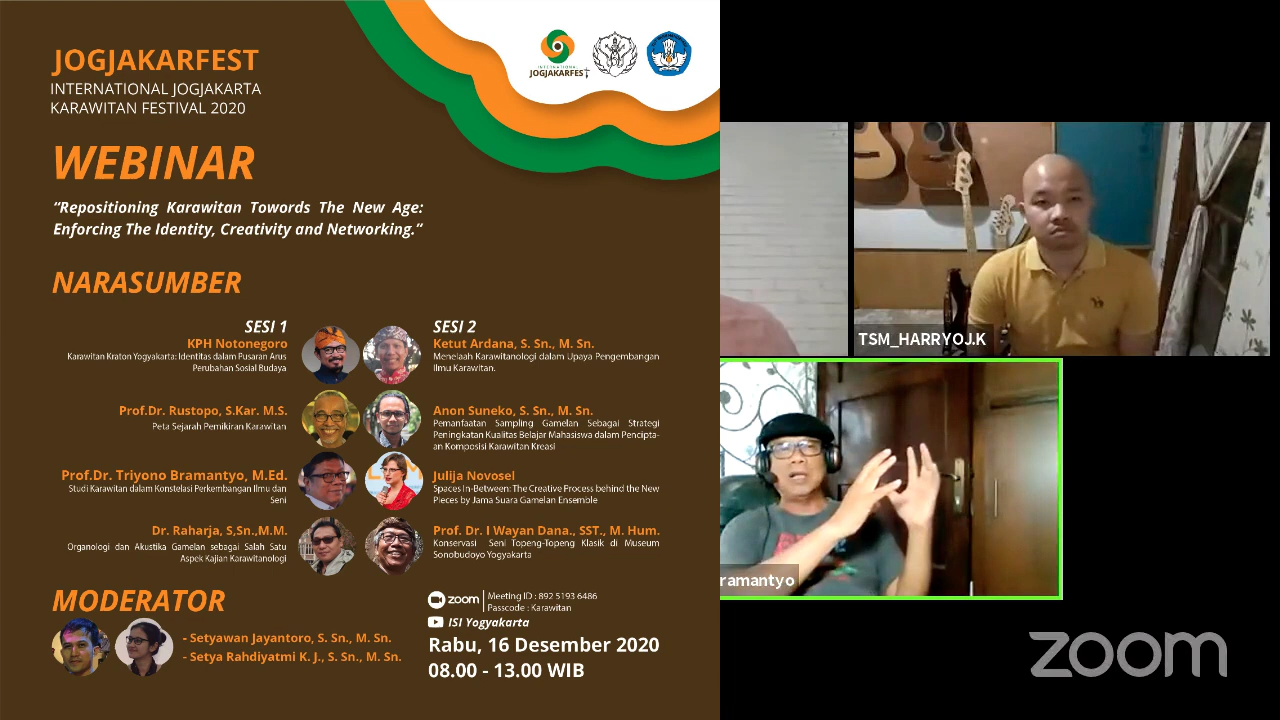 JOGJAKARFEST
INTERNATIONAL JOGJAKARTA
KARAWITAN FESTIVAL 2020
INTERNATIONAL
JOGJAKARFEST
WEBINAR
“Repositioning Karawitan Towards The New Age:
Enforcing The Identity, Creativity and Networking.”
NARASUMBER
SESI 1
KPH Notonegoro
Karawitan Kraton Yogyakarta: Identitas dalam Pusaran Arus
Perubahan Sosial Budaya
Prof.Dr. Rustopo, S.Kar. M.S.
Peta Sejarah Pemikiran Karawitan
Prof.Dr. Triyono Bramantyo, M.Ed.
Studi Karawitan dalam Konstelasi Perkembangan Ilmu dan
Seni
Dr. Raharja, S,Sn.,M.M.
Organologi dan Akustika Gamelan sebagai Salah Satu
Aspek Kajian Karawitanologi
SESI 2
Ketut Ardana, S. Sn., M. Sn.
Menelaah Karawitanologi dalam Upaya Pengembangan
Ilmu Karawitan.
Anon Suneko, S. Sn., M. Sn.
Pemanfaatan Sampling Gamelan Sebagai Strategi
Peningkatan Kualitas Belajar Mahasiswa dalam Pencipta-
an Komposisi Karawitan Kreasi
Julija Novosel
Spaces In-Between: The Creative Process behind the New
Pieces by Jama Suara Gamelan Ensemble
Prof. Dr. I Wayan Dana., SST., M. Hum.
Konservasi Seni Topeng-Topeng Klasik di Museum
Sonobudoyo Yogyakarta
MODERATOR
- Setyawan Jayantoro, S. Sn., M. Sn.
- Setya Rahdiyatmi K. J., S. Sn., M. Sn.
zoom
Meeting ID : 892 5193 6486
Passcode : Karawitan
ISI Yogyakarta
Rabu, 16 Desember 2020
08.00 - 13.00 WIB
TSM_HARRYOJ.K
ramantyo
zoom